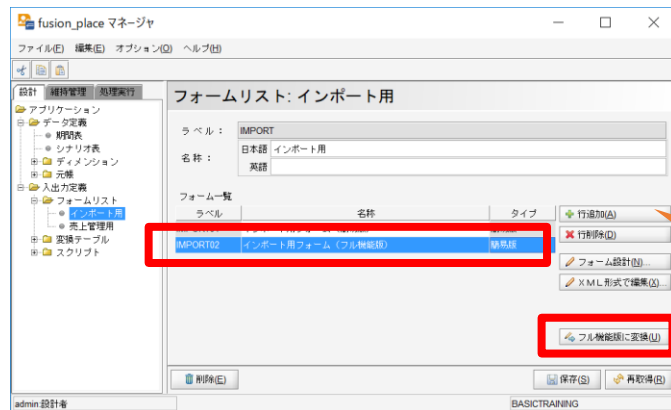 fusion_place マネージャ
ファイル(F) 編集(E) オプション(O) ヘルプ(H)
設計 維持管理 処理実行
アプリケーション
データ定義
期間表
シナリオ表
ディメンション
元帳
入出力定義
フォームリスト
インポート用
売上管理用
変換テーブル
スクリプト
フォームリスト: インポート用
ラベル： IMPORT
名称： 日本語 インポート用
英語
フォーム一覧
ラベル 名称 タイプ
IMPORT02 インポート用フォーム（フル機能版） 簡易版
行追加(A)
行削除(D)
フォーム設計(N)...
XML形式で編集(X)...
フル機能版に変換(U)
削除(E) 保存(S) 再取得(R)
admin:設計者 BASICTRAINING